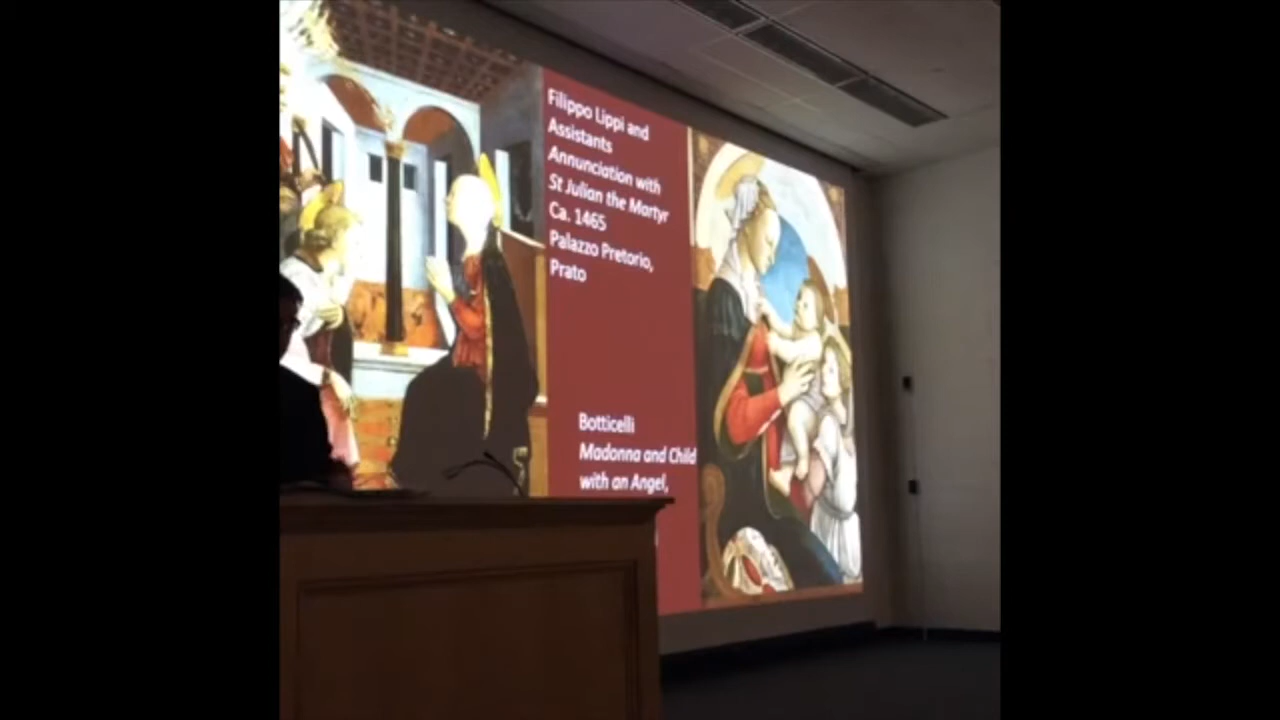 Filippo Lippi and
Assistants
Annunciation with
St Julian the Martyr
Ca. 1465
Palazzo Pretorio,
Prato
Botticelli
Madonna and Child
with an Angel,